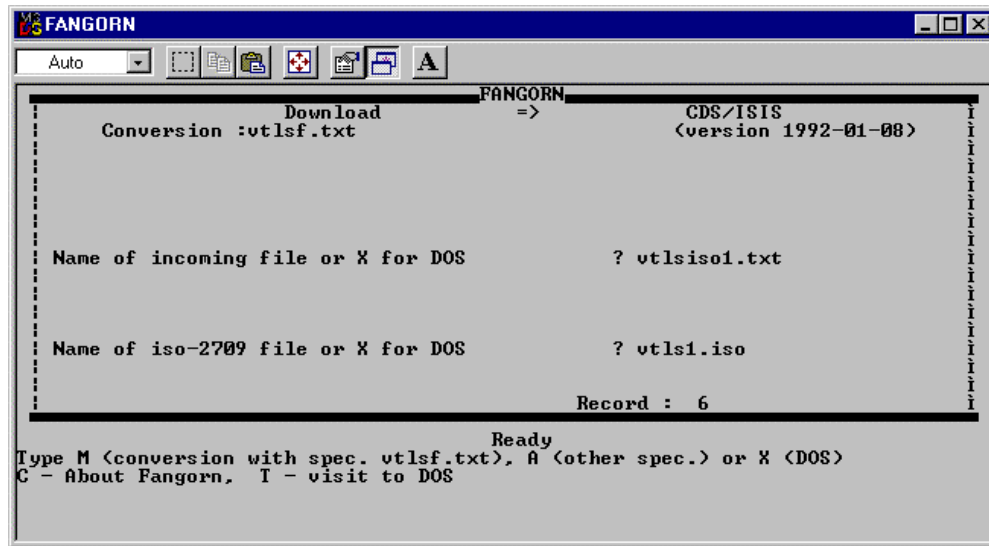 FANGORN
Auto
A
FANGORN
Download => CDS/ISIS
Conversion :vtlsf.txt (version 1992-01-08)
Name of incoming file or X for DOS ? vtlsiso1.txt
Name of iso-2709 file or X for DOS ? vtls1.iso
Record : 6
Ready
Type M (conversion with spec. vtlsf.txt), A (other spec.) or X (DOS)
C - About Fangorn, T - visit to DOS